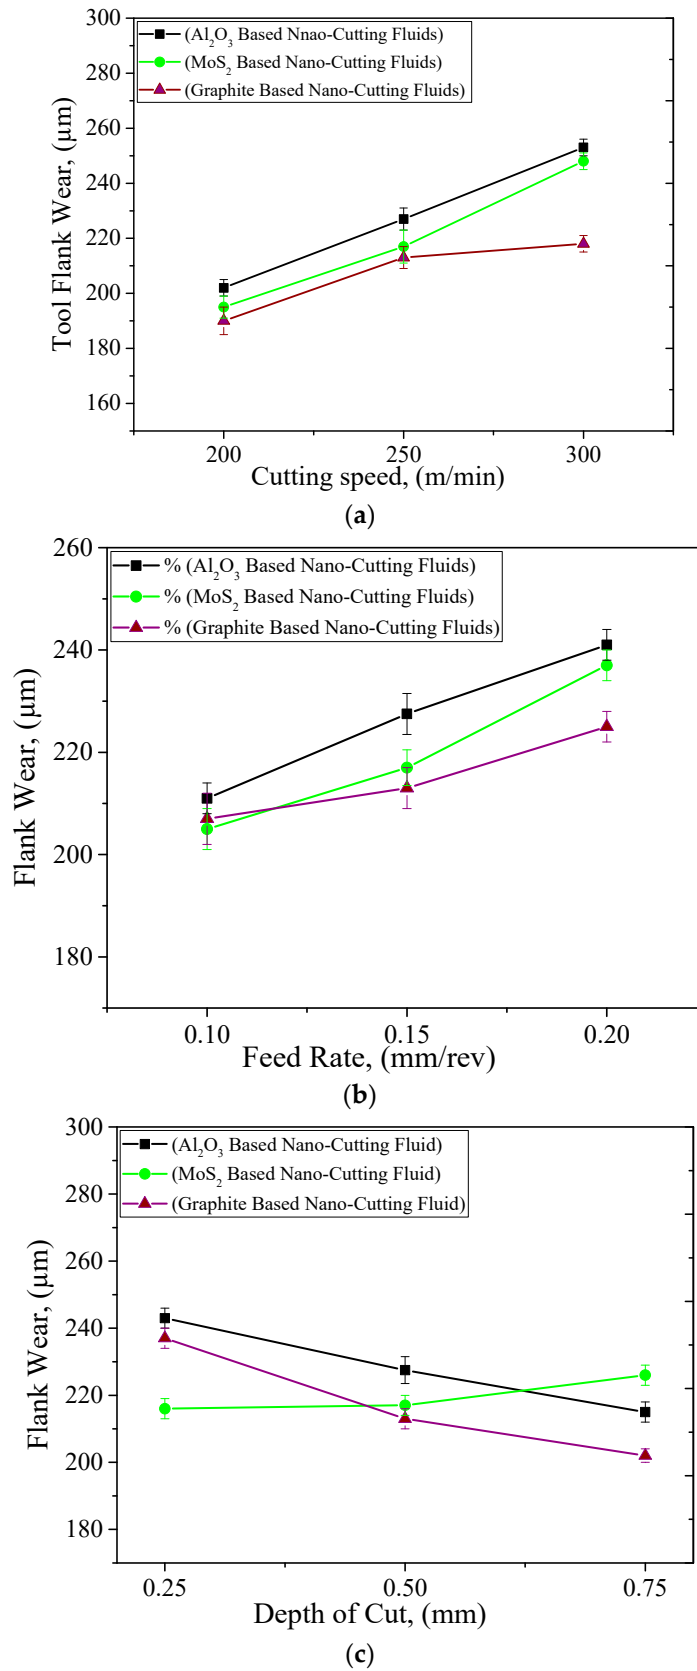 300
280
260
240
220
200
180
160
Tool Flank Wear, (μm)
(Al₂O₃ Based Nnao-Cutting Fluids)
(MoS₂ Based Nano-Cutting Fluids)
(Graphite Based Nano-Cutting Fluids)
200 250 300
Cutting speed, (m/min)
(a)
260
240
220
200
180
Flank Wear, (μm)
% (Al₂O₃ Based Nano-Cutting Fluids)
% (MoS₂ Based Nano-Cutting Fluids)
% (Graphite Based Nano-Cutting Fluids)
0.10 0.15 0.20
Feed Rate, (mm/rev)
(b)
300
280
260
240
220
200
180
Flank Wear, (μm)
(Al₂O₃ Based Nano-Cutting Fluid)
(MoS₂ Based Nano-Cutting Fluid)
(Graphite Based Nano-Cutting Fluid)
0.25 0.50 0.75
Depth of Cut, (mm)
(c)